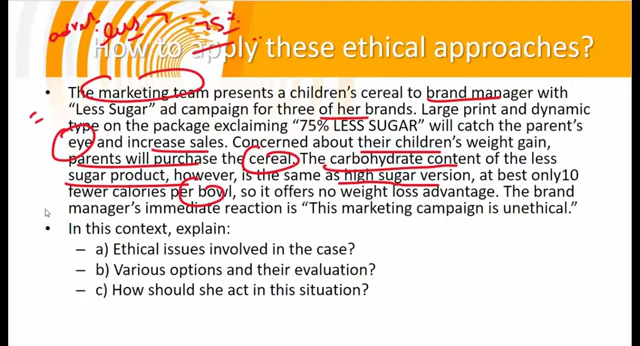 less 75%
How to apply these ethical approaches?
• The marketing team presents a children's cereal to brand manager with
"Less Sugar" ad campaign for three of her brands. Large print and dynamic
type on the package exclaiming "75% LESS SUGAR" will catch the parent's
eye and increase sales. Concerned about their children's weight gain,
parents will purchase the cereal. The carbohydrate content of the less
sugar product, however, is the same as high sugar version, at best only10
fewer calories per bowl, so it offers no weight loss advantage. The brand
manager's immediate reaction is "This marketing campaign is unethical."
• In this context, explain:
– a) Ethical issues involved in the case?
– b) Various options and their evaluation?
– c) How should she act in this situation?